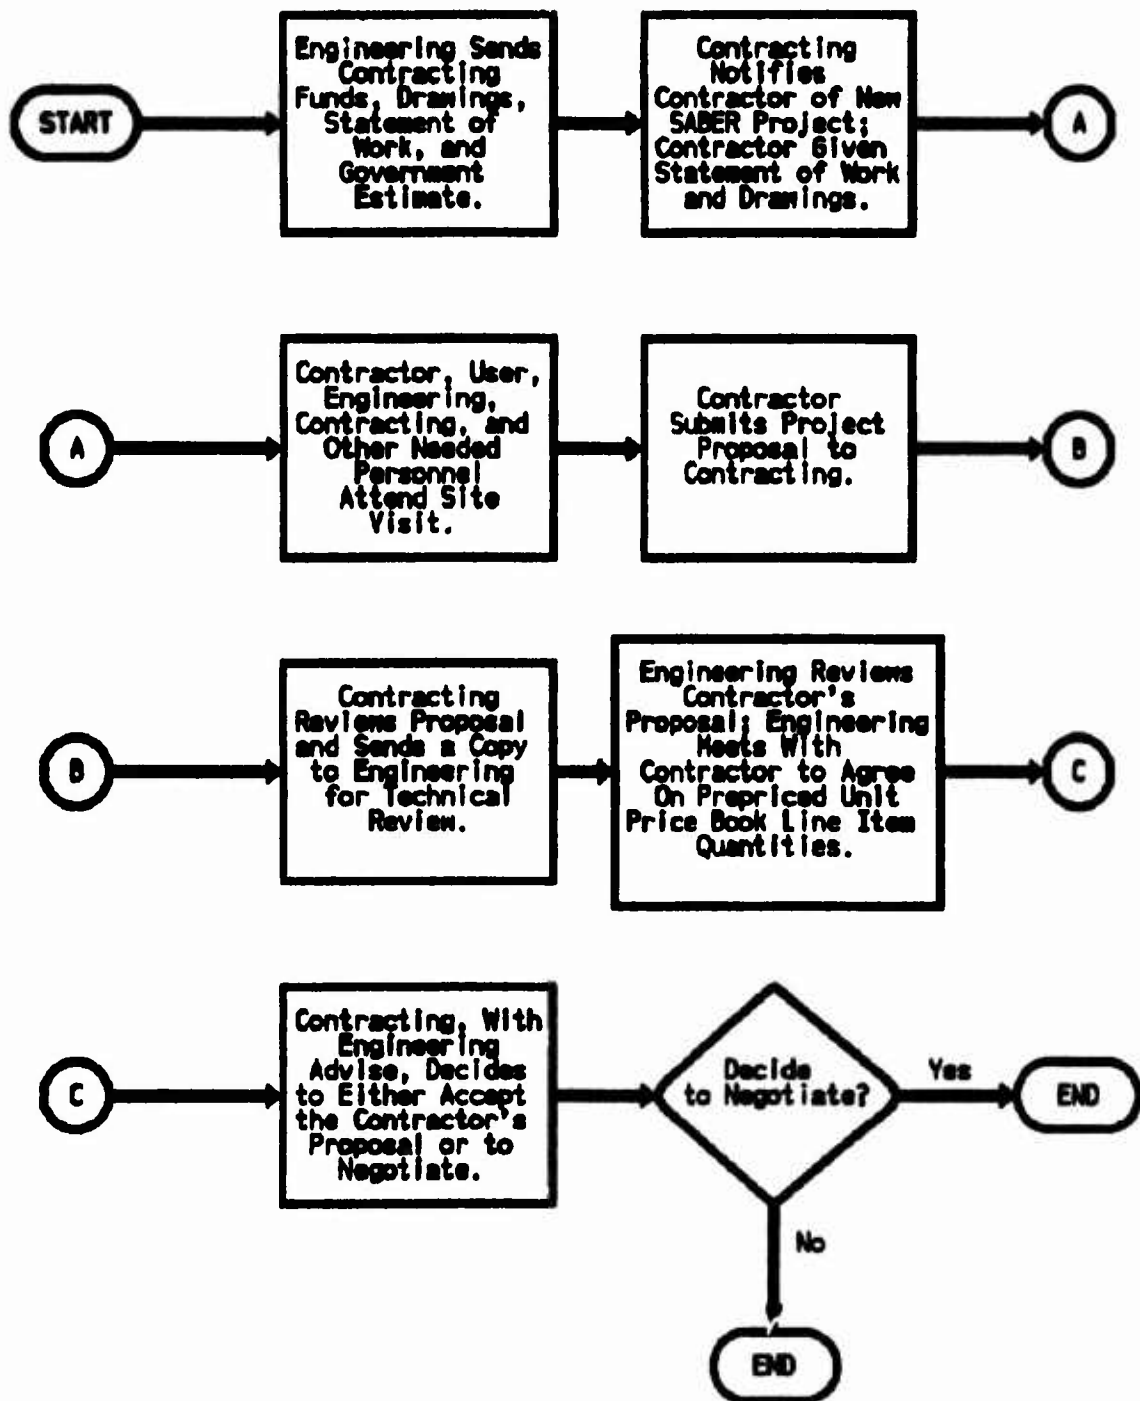 START
Engineering Sends
Contracting
Funds, Drawings,
Statement of
Work, and
Government
Estimate.
Contracting
Notifies
Contractor of New
SABER Project;
Contractor Given
Statement of Work
and Drawings.
A
A
Contractor, User,
Engineering,
Contracting, and
Other Needed
Personnel
Attend Site
Visit.
Contractor
Submits Project
Proposal to
Contracting.
B
B
Contracting
Reviews Proposal
and Sends a Copy
to Engineering
for Technical
Review.
Engineering Reviews
Contractor's
Proposal; Engineering
Meets With
Contractor to Agree
On Prepriced Unit
Price Book Line Item
Quantities.
C
C
Contracting, With
Engineering
Advise, Decides
to Either Accept
the Contractor's
Proposal or to
Negotiate.
Decide
to Negotiate?
Yes
END
No
END